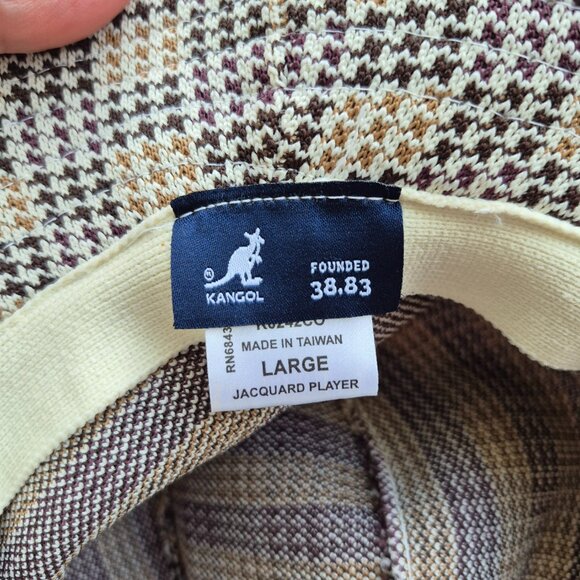 KANGOL
FOUNDED
38.83
MADE IN TAIWAN
LARGE
JACQUARD PLAYER